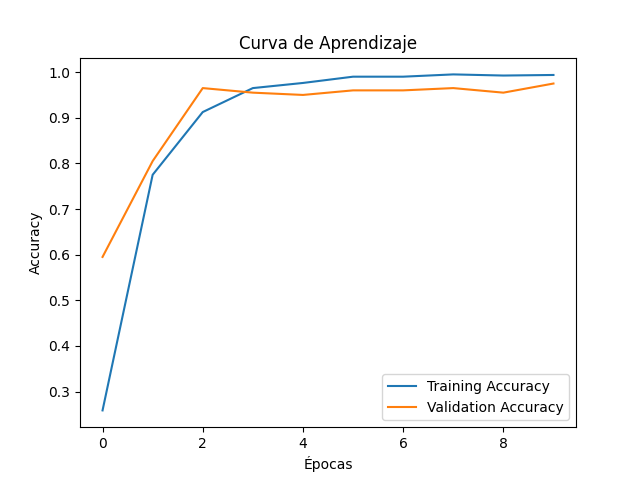 Curva de Aprendizaje
1.0
0.9
0.8
0.7
0.6
0.5
0.4
0.3
Accuracy
Training Accuracy
Validation Accuracy
0 2 4 6 8
Épocas